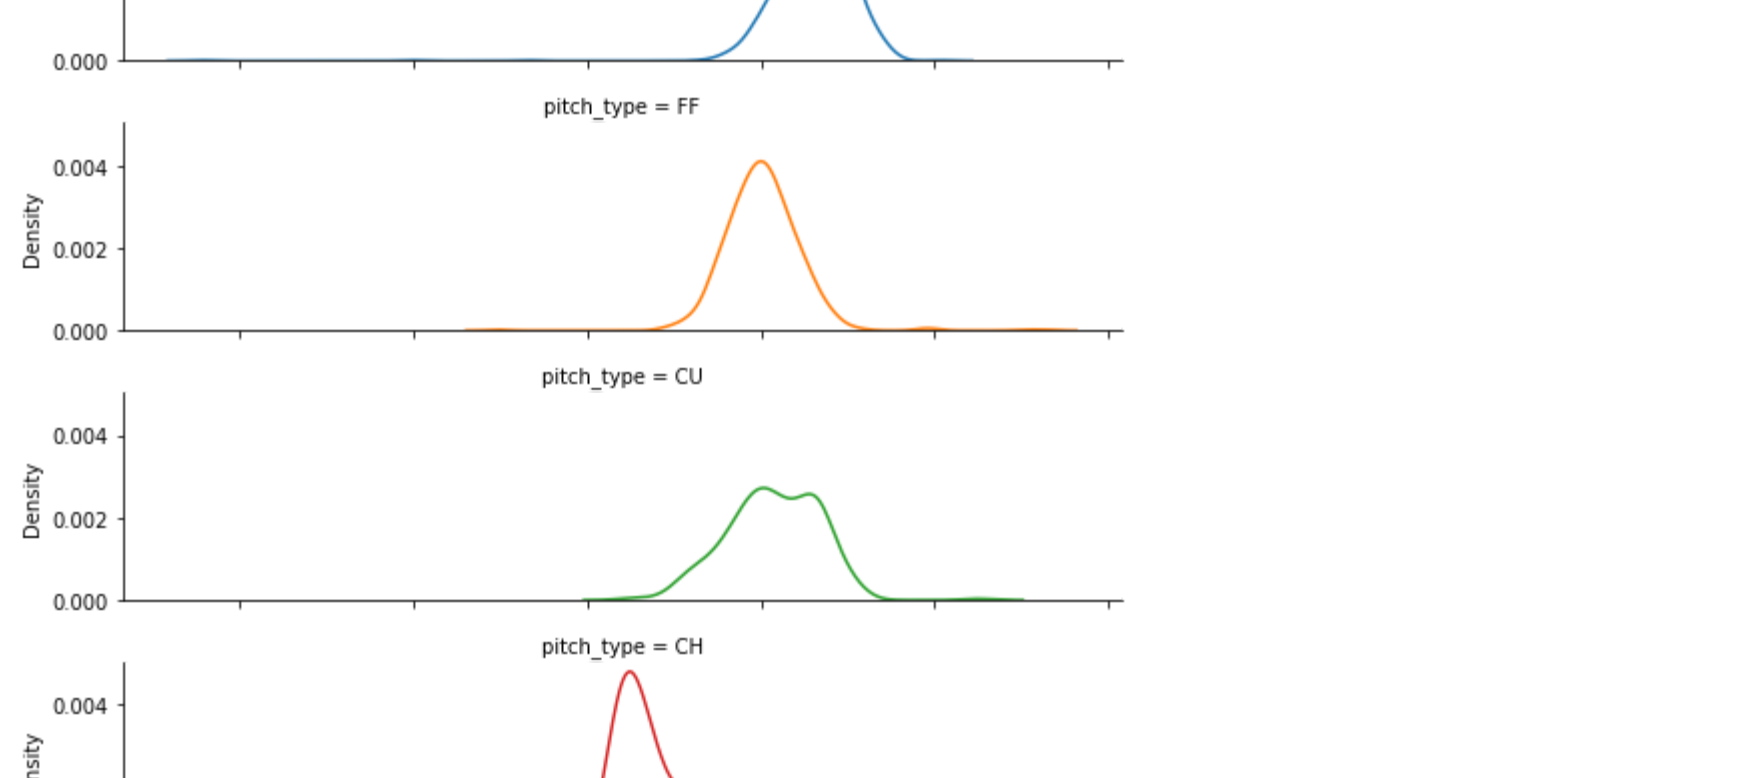 0.000
pitch_type = FF
0.004
Density
0.002
0.000
pitch_type = CU
0.004
Density
0.002
0.000
pitch_type = CH
0.004
nsity